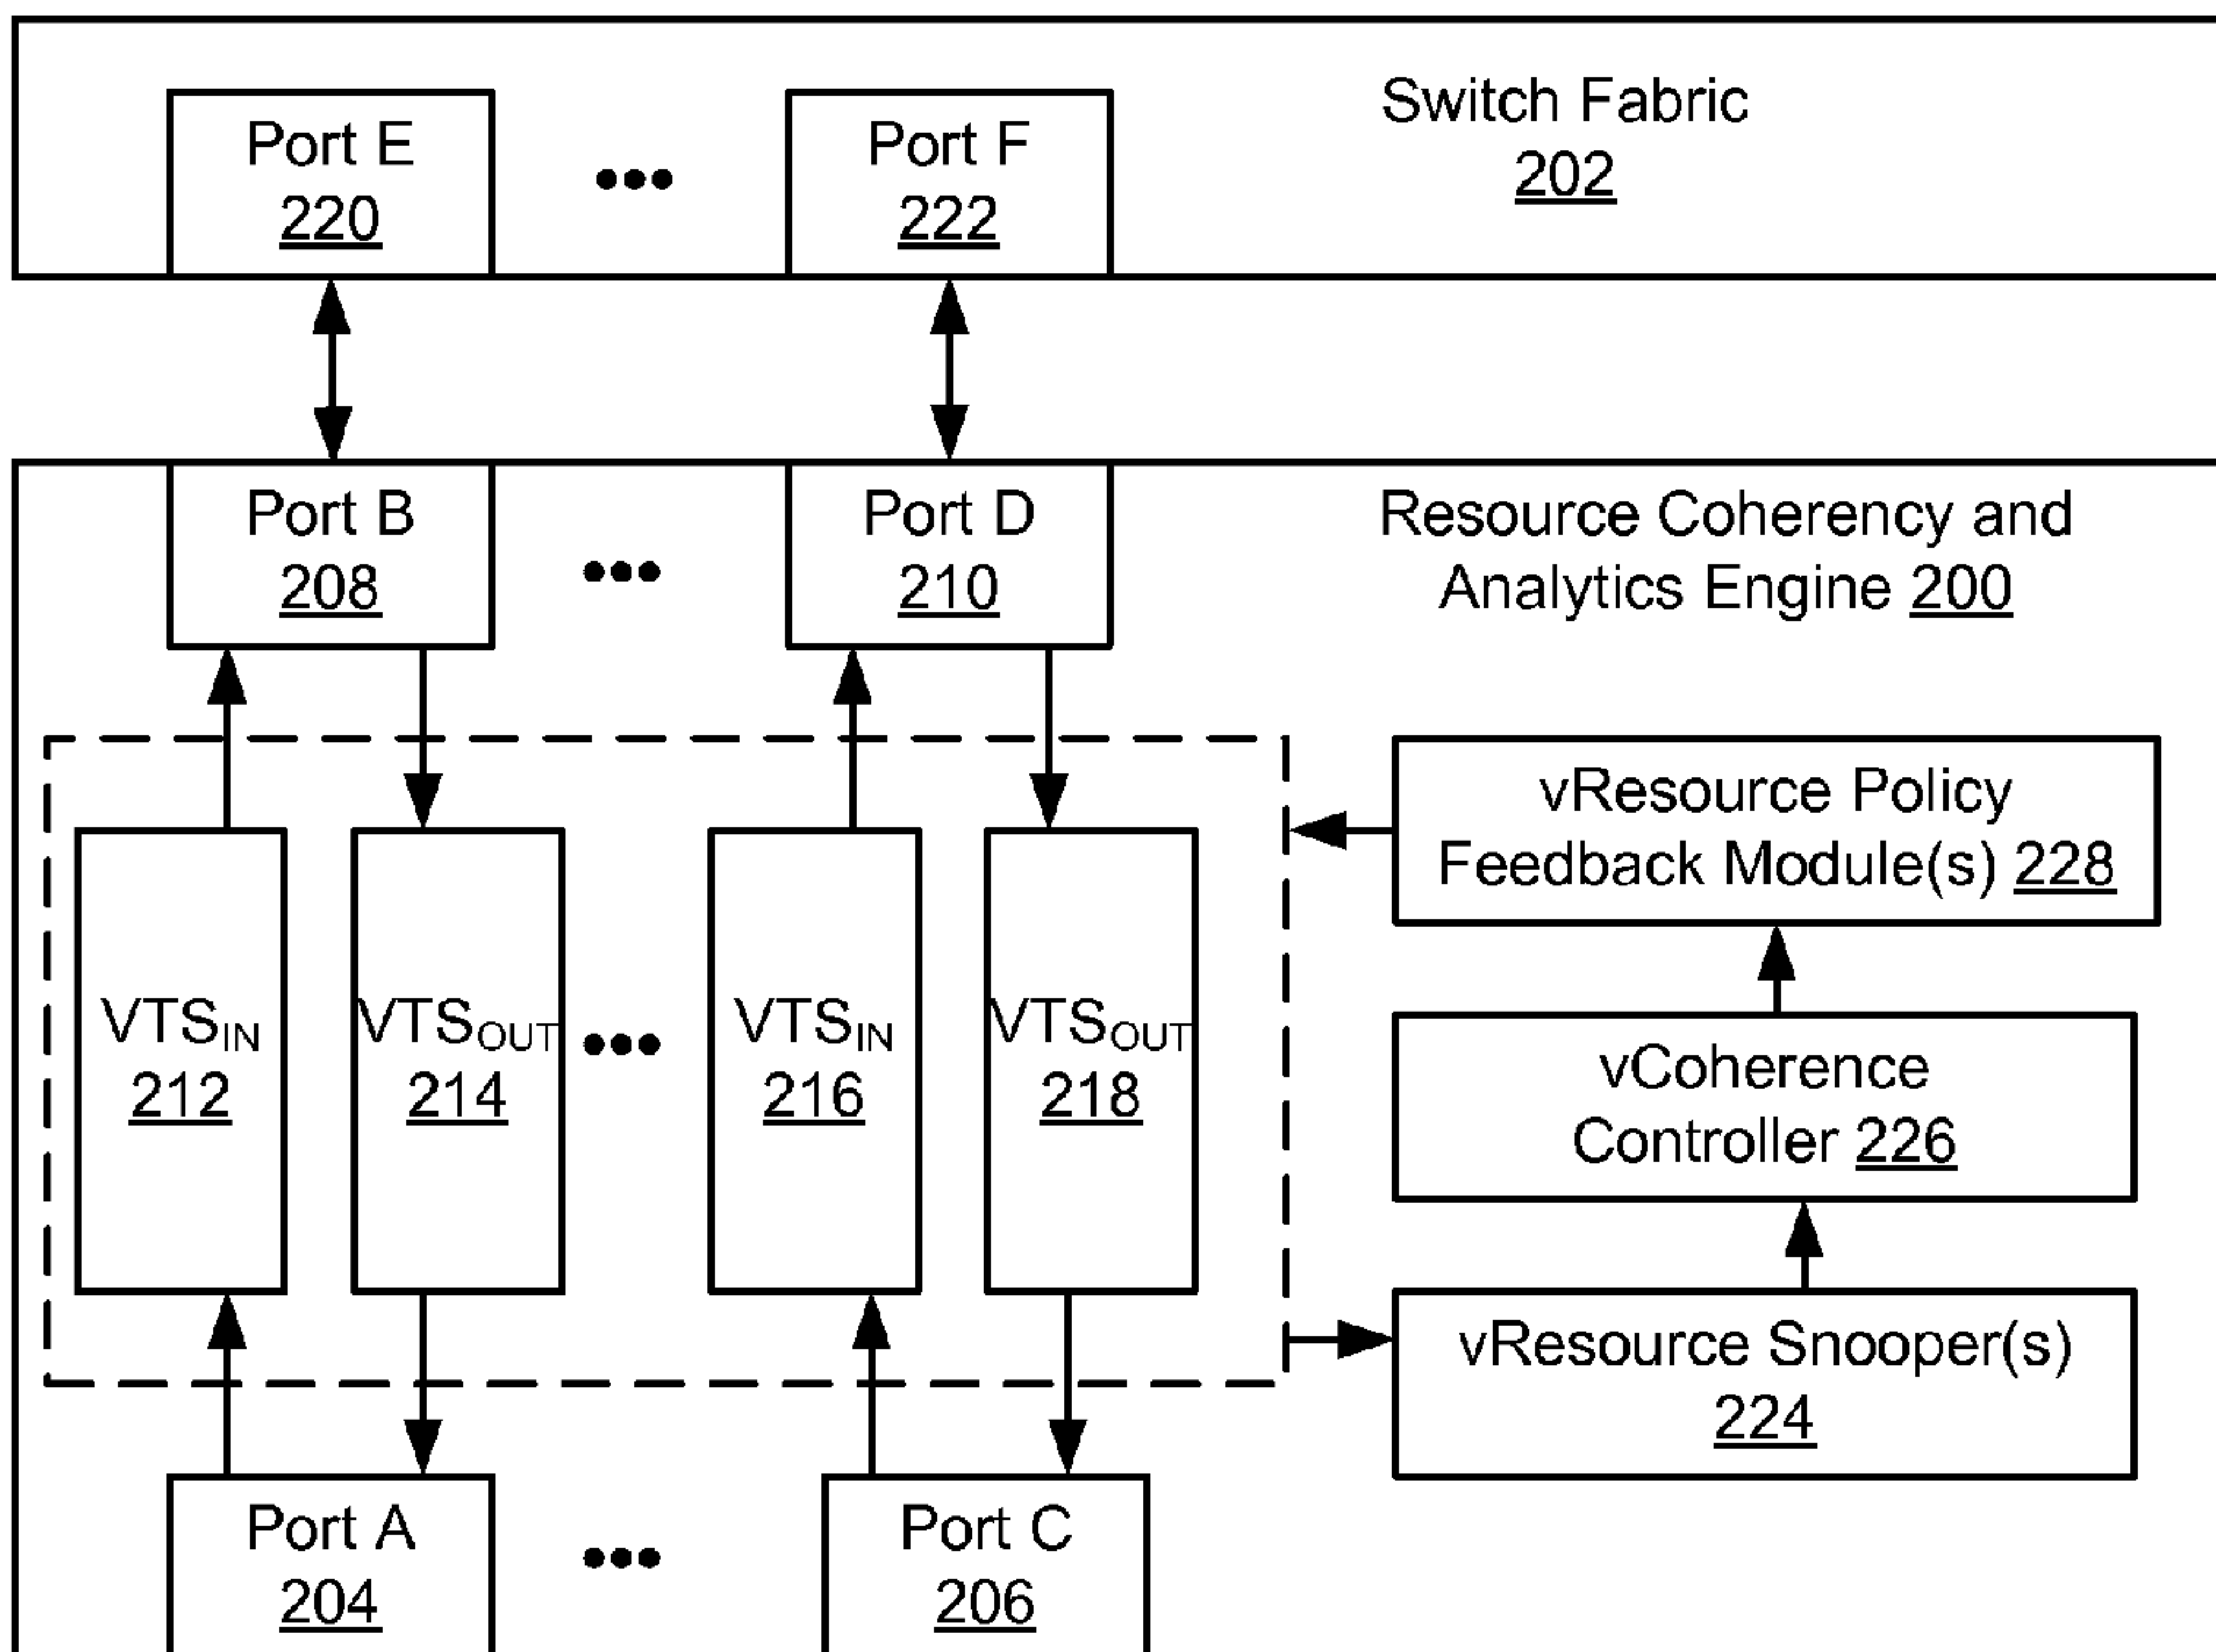 Switch Fabric
202
Port E
220
Port F
222
Port B
208
Port D
210
Resource Coherency and
Analytics Engine 200
vResource Policy
Feedback Module(s) 228
VTSIN
212
VTSOUT
214
VTSIN
216
VTSOUT
218
vCoherence
Controller 226
vResource Snooper(s)
224
Port A
204
Port C
206